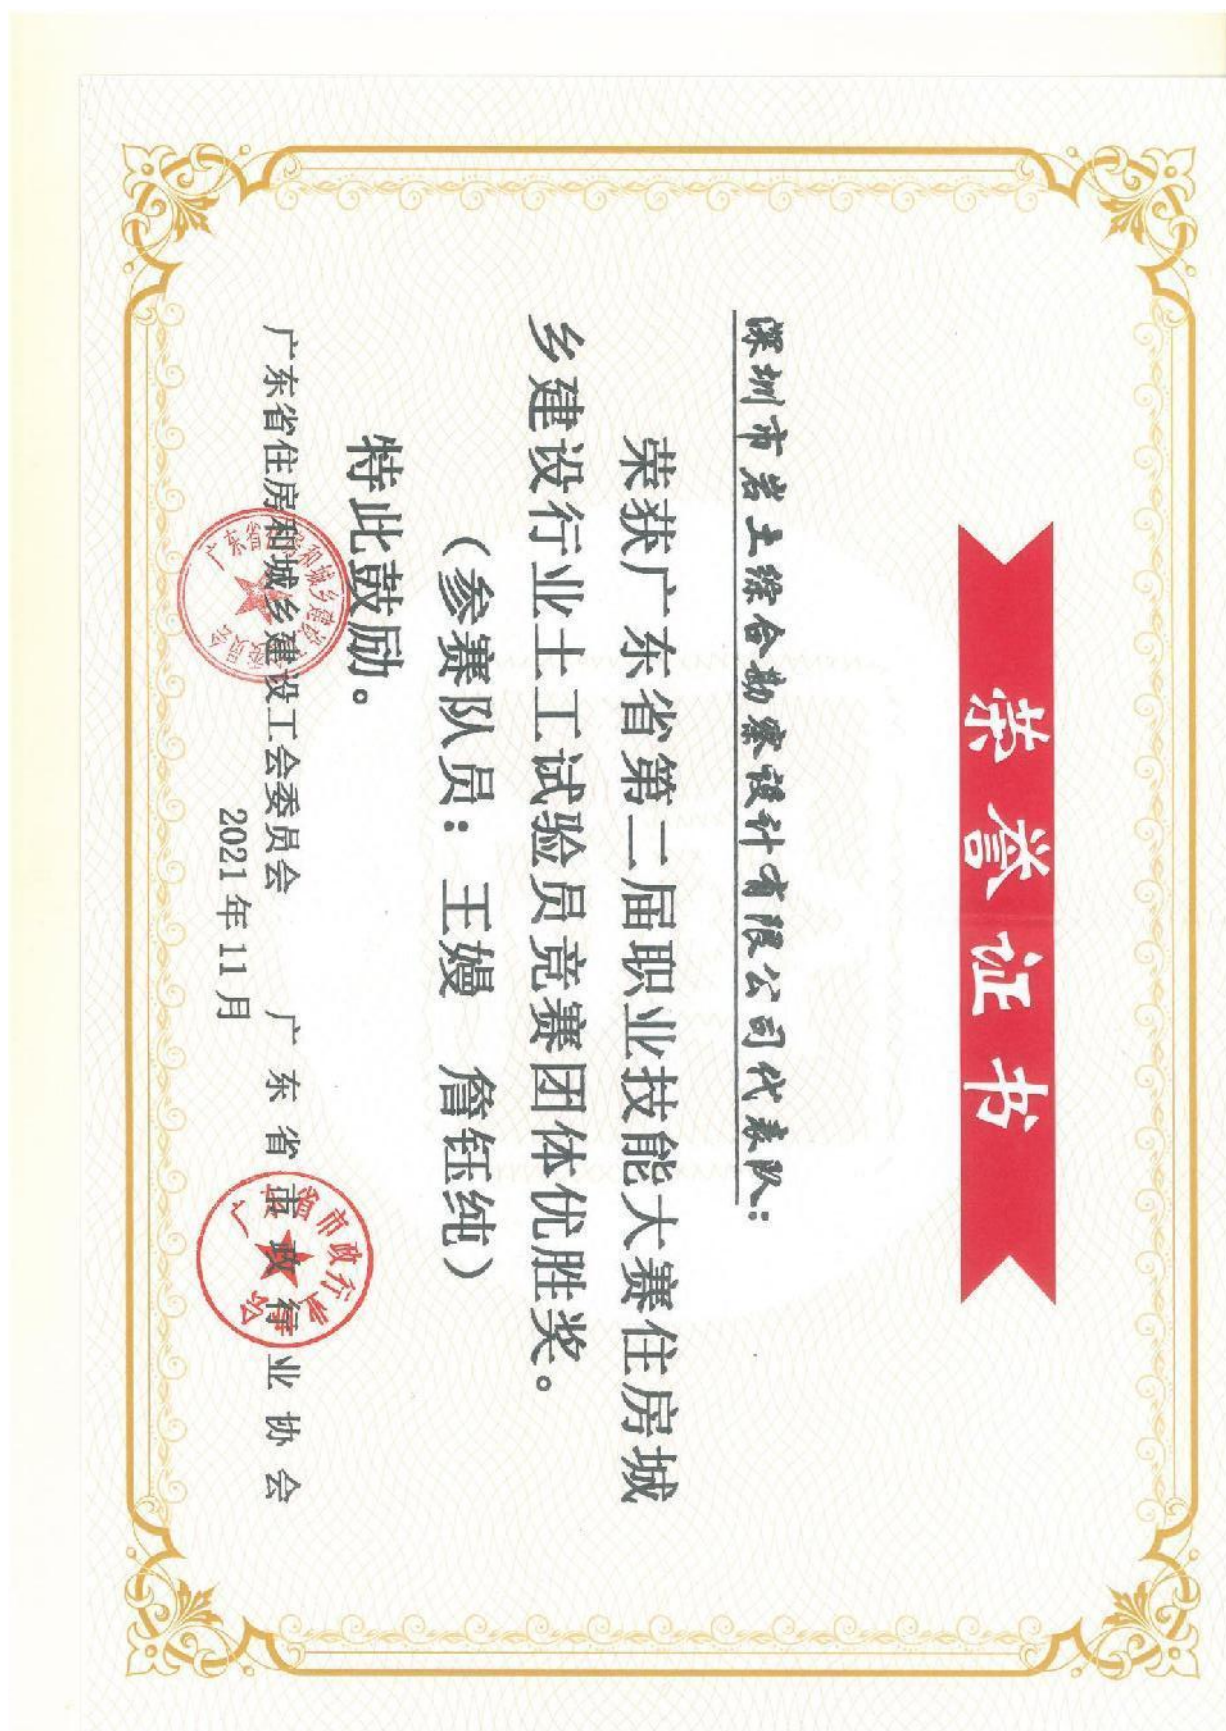 荣誉证书
深圳市岩土综合勘察设计有限公司代表队：
荣获广东省第二届职业技能大赛住房城
乡建设行业土工试验员竞赛团体优胜奖。
（参赛队员：王嫚 詹钰纯）
特此鼓励。
广东省住房和城乡建设工会委员会 广东省市政行业协会
2021年11月